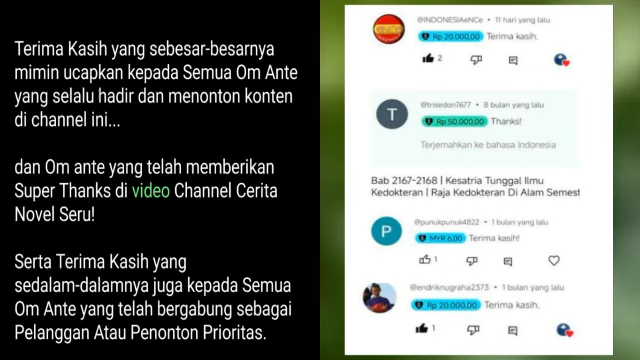 Terima Kasih yang sebesar-besarnya
mimin ucapkan kepada Semua Om Ante
yang selalu hadir dan menonton konten
di channel ini...
dan Om ante yang telah memberikan
Super Thanks di video Channel Cerita
Novel Seru!
Serta Terima Kasih yang
sedalam-dalamnya juga kepada Semua
Om Ante yang telah bergabung sebagai
Pelanggan Atau Penonton Prioritas.
@INDONESIAeNCe • 11 hari yang lalu
Rp 20.000,00 Terima kasih.
2
T
@trisedon7677 • 8 bulan yang lalu
Rp 50.000,00 Thanks!
Terjemahkan ke bahasa Indonesia
Bab 2167-2168 | Kesatria Tunggal Ilmu
Kedokteran | Raja Kedokteran Di Alam Semest
P
@punukpunuk4822 • 1 bulan yang lalu
MYR 6,00 Terima kasih!
1
@endriknugraha2373 • 1 bulan yang lalu
Rp 20.000,00 Terima kasih.
1